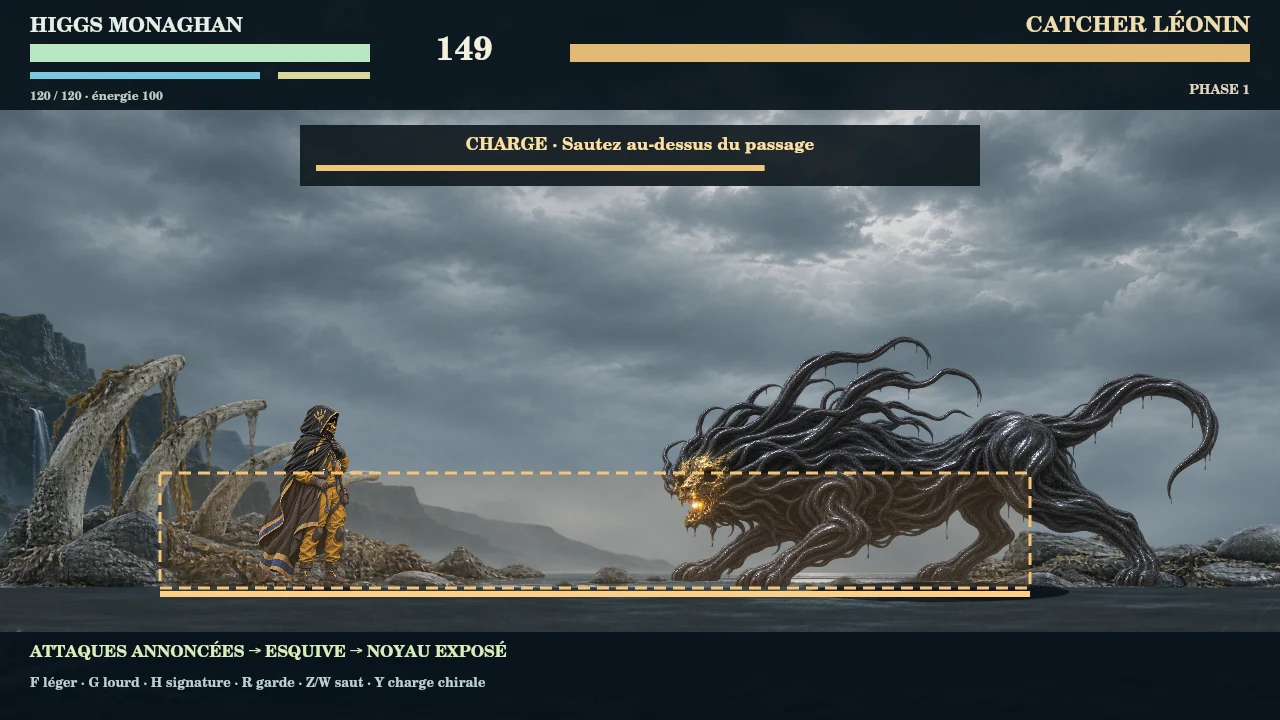 HIGGS MONAGHAN
149
CATCHER LÉONIN
120 / 120 · énergie 100
PHASE 1
CHARGE · Sautez au-dessus du passage
ATTAQUES ANNONCÉES → ESQUIVE → NOYAU EXPOSÉ
F léger · G lourd · H signature · R garde · Z/W saut · Y charge chirale